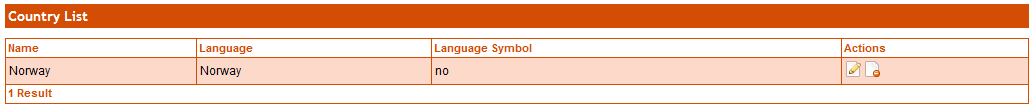 Country List
Name Language Language Symbol Actions
Norway Norway no
1 Result